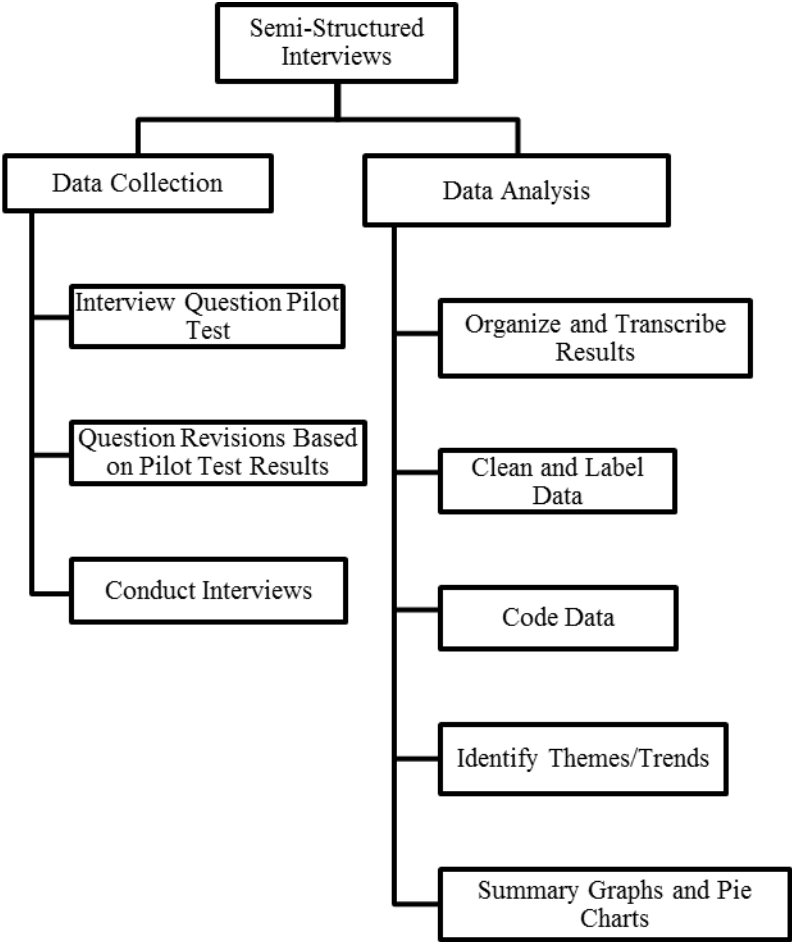 Semi-Structured
Interviews
Data Collection
Interview Question Pilot
Test
Question Revisions Based
on Pilot Test Results
Conduct Interviews
Data Analysis
Organize and Transcribe
Results
Clean and Label
Data
Code Data
Identify Themes/Trends
Summary Graphs and Pie
Charts